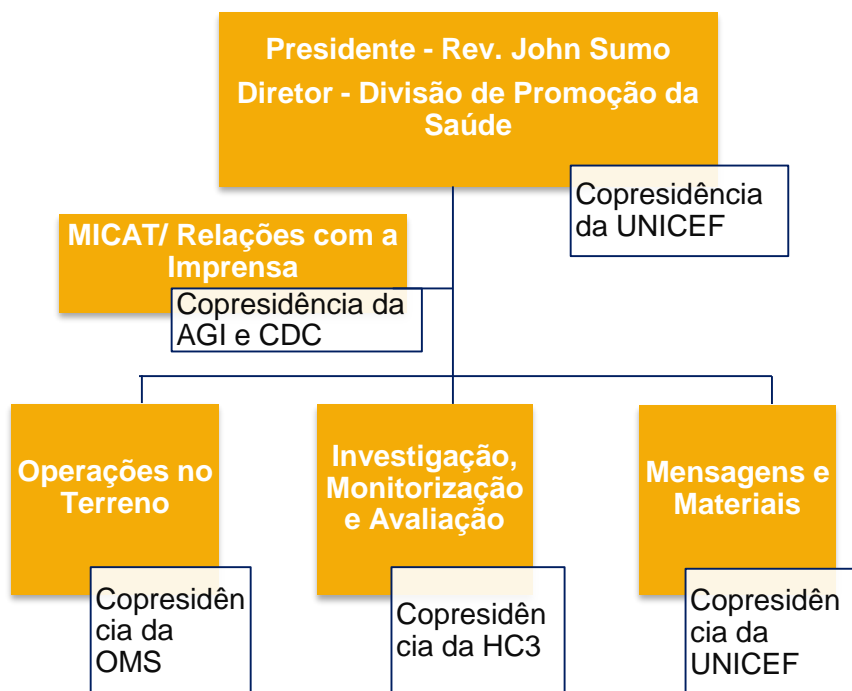 Presidente - Rev. John Sumo
Diretor - Divisão de Promoção da
Saúde
Copresidência
da UNICEF
MICAT/ Relações com a
Imprensa
Copresidência da
AGI e CDC
Operações no
Terreno
Copresidên
cia da
OMS
Investigação,
Monitorização
e Avaliação
Copresidên
cia da HC3
Mensagens e
Materiais
Copresidên
cia da
UNICEF